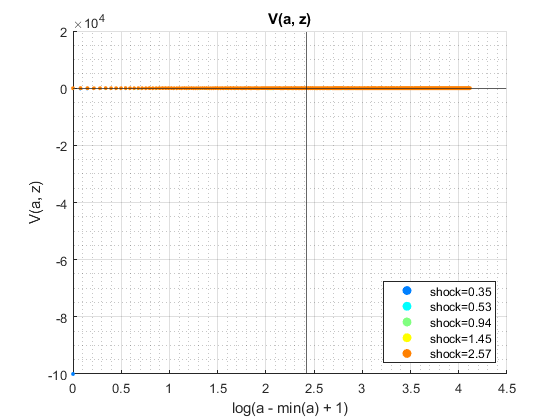 V(a, z)
×10⁴
2
0
-2
-4
-6
-8
-10
V(a, z)
0 0.5 1 1.5 2 2.5 3 3.5 4 4.5
log(a - min(a) + 1)
shock=0.35
shock=0.53
shock=0.94
shock=1.45
shock=2.57